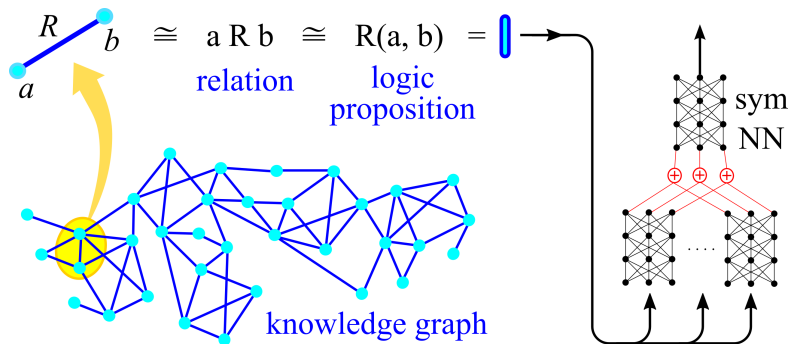 R
a
b
≅ a R b ≅ R(a, b) =
relation
logic
proposition
sym
NN
knowledge graph